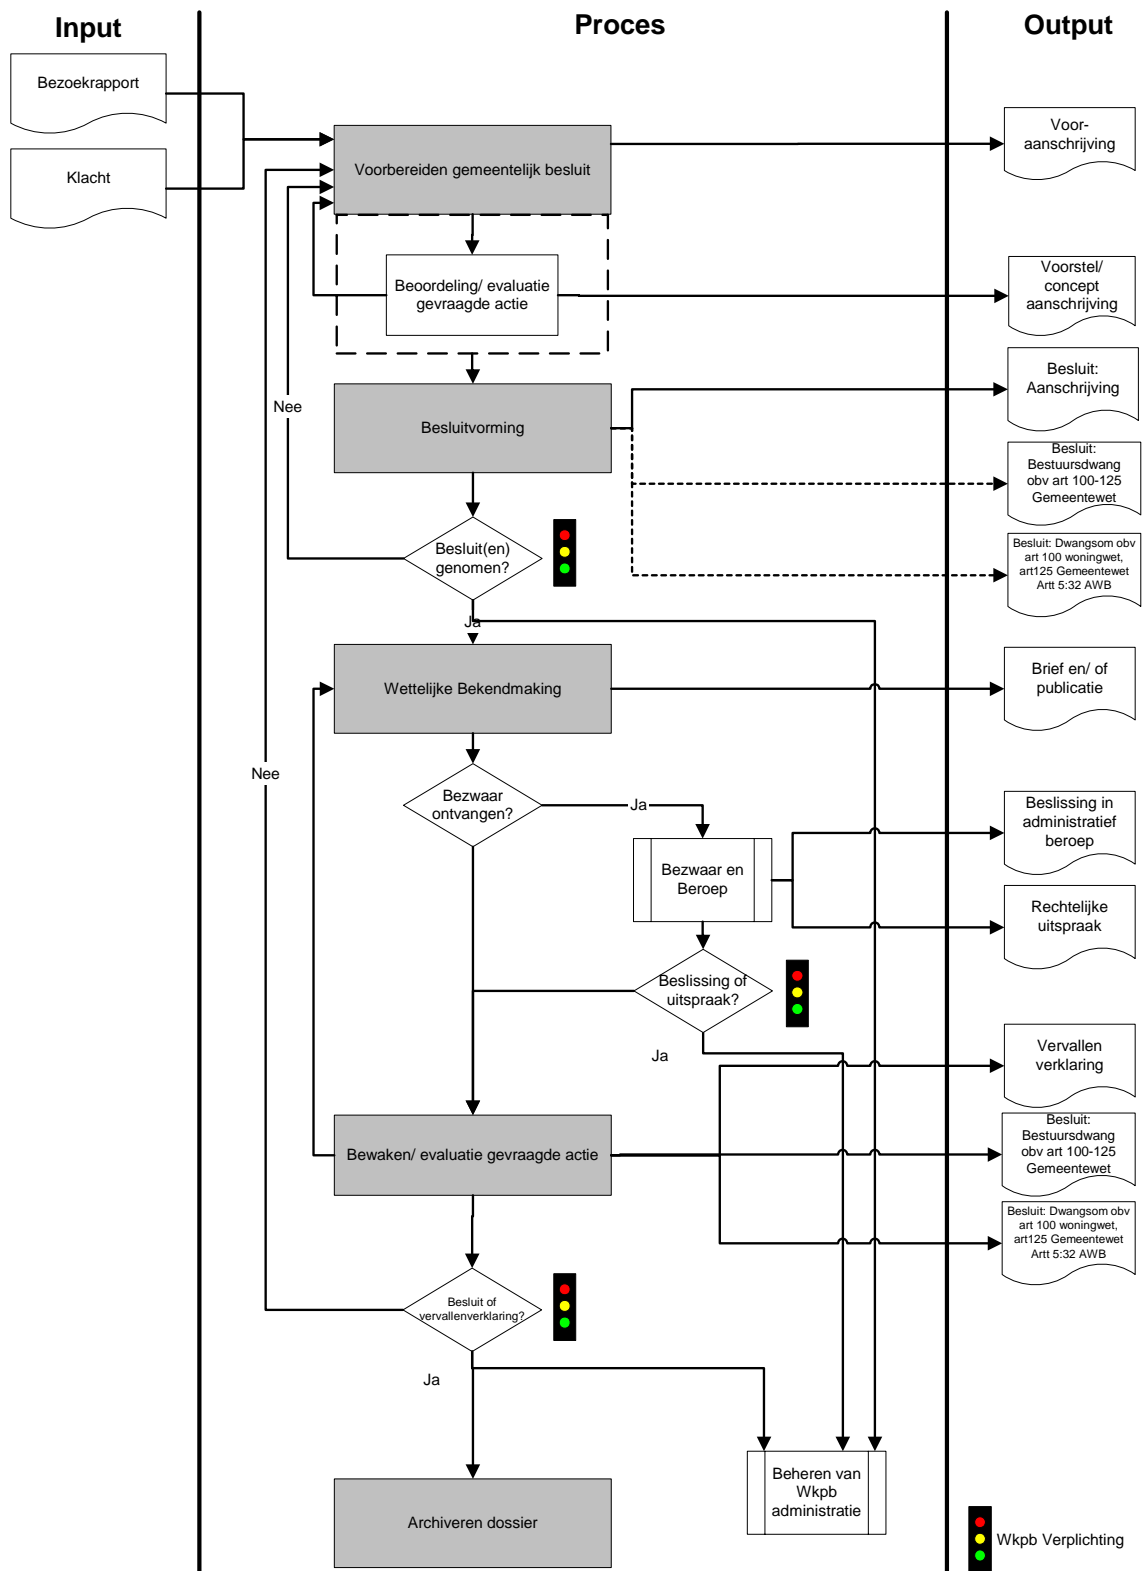 Input
Proces
Output
Bezoekrapport
Klacht
Voorbereiden gemeentelijk besluit
Voor-
aanschrijving
Beoordeling/ evaluatie
gevraagde actie
Voorstel/
concept
aanschrijving
Nee
Besluitvorming
Besluit:
Aanschrijving
Besluit:
Bestuursdwang
obv art 100-125
Gemeentewet
Besluit(en)
genomen?
Besluit: Dwangsom obv
art 100 woningwet,
art125 Gemeentewet
Artt 5:32 AWB
Ja
Wettelijke Bekendmaking
Brief en/ of
publicatie
Nee
Bezwaar
ontvangen?
Ja
Bezwaar en
Beroep
Beslissing in
administratief
beroep
Rechtelijke
uitspraak
Beslissing of
uitspraak?
Ja
Vervallen
verklaring
Bewaken/ evaluatie gevraagde actie
Besluit:
Bestuursdwang
obv art 100-125
Gemeentewet
Besluit: Dwangsom obv
art 100 woningwet,
art125 Gemeentewet
Artt 5:32 AWB
Besluit of
vervallenverklaring?
Ja
Beheren van
Wkpb
administratie
Archiveren dossier
Wkpb Verplichting